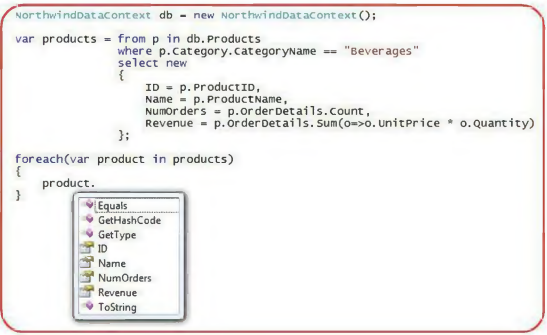 NorthwindDataContext db = new NorthwindDataContext();
var products = from p in db.Products
where p.Category.CategoryName == "Beverages"
select new
{
ID = p.ProductID,
Name = p.ProductName,
NumOrders = p.OrderDetails.Count,
Revenue = p.OrderDetails.Sum(o=>o.UnitPrice * o.Quantity)
};
foreach(var product in products)
{
product.
}
Equals
GetHashCode
GetType
ID
Name
NumOrders
Revenue
ToString